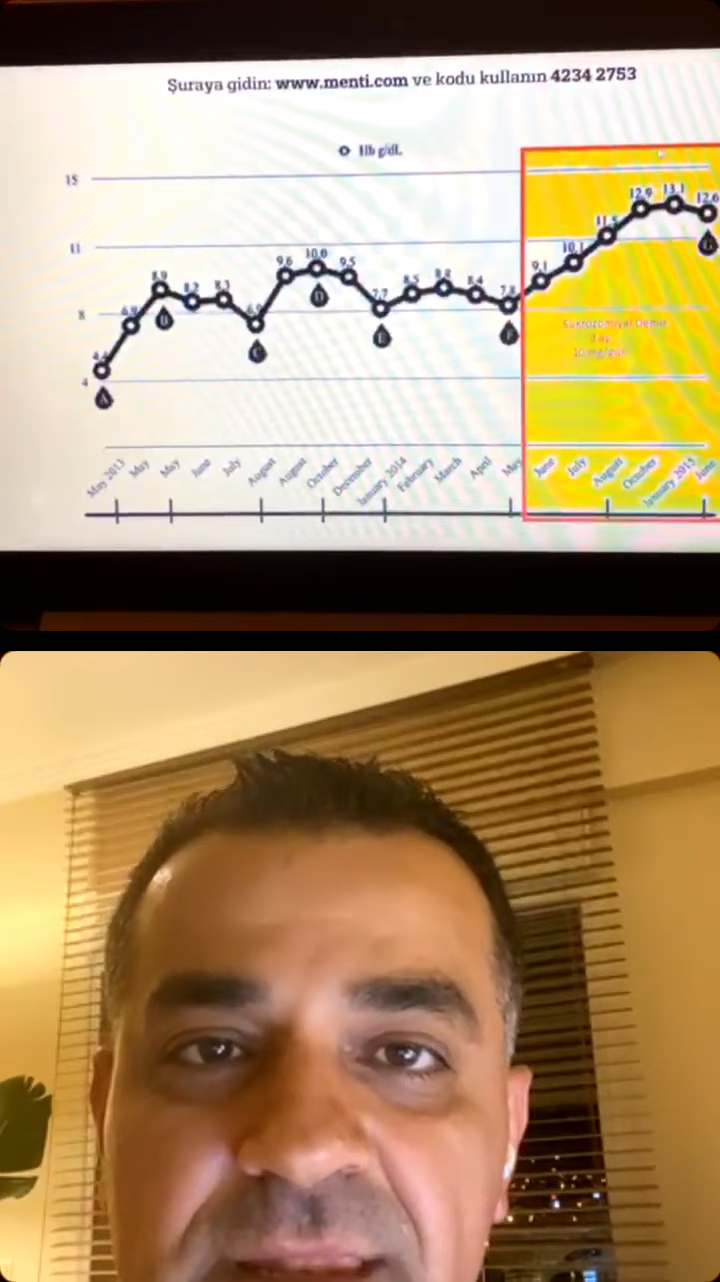 Şuraya gidin: www.menti.com ve kodu kullanın 4234 2753
Hb g/dL
15
11
8
4
4.4
6.9
8.9
8.2
8.3
6.9
9.6
10.0
9.5
7.7
8.5
8.8
8.4
7.8
9.1
10.1
11.5
12.9
13.1
12.6
A
B
C
D
E
F
G
Sükrozomiyal Demir
10 mg/gün
May 2013
May
May
June
July
August
August
October
December
January 2014
February
March
April
May
June
July
August
October
January 2015
June